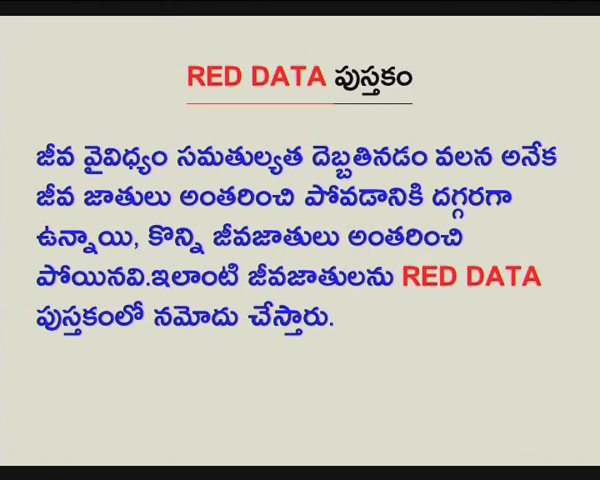 RED DATA పుస్తకం
జీవ వైవిధ్యం సమతుల్యత దెబ్బతినడం వలన అనేక
జీవ జాతులు అంతరించి పోవడానికి దగ్గరగా
ఉన్నాయి, కొన్ని జీవజాతులు అంతరించి
పోయినవి.ఇలాంటి జీవజాతులను RED DATA
పుస్తకంలో నమోదు చేస్తారు.